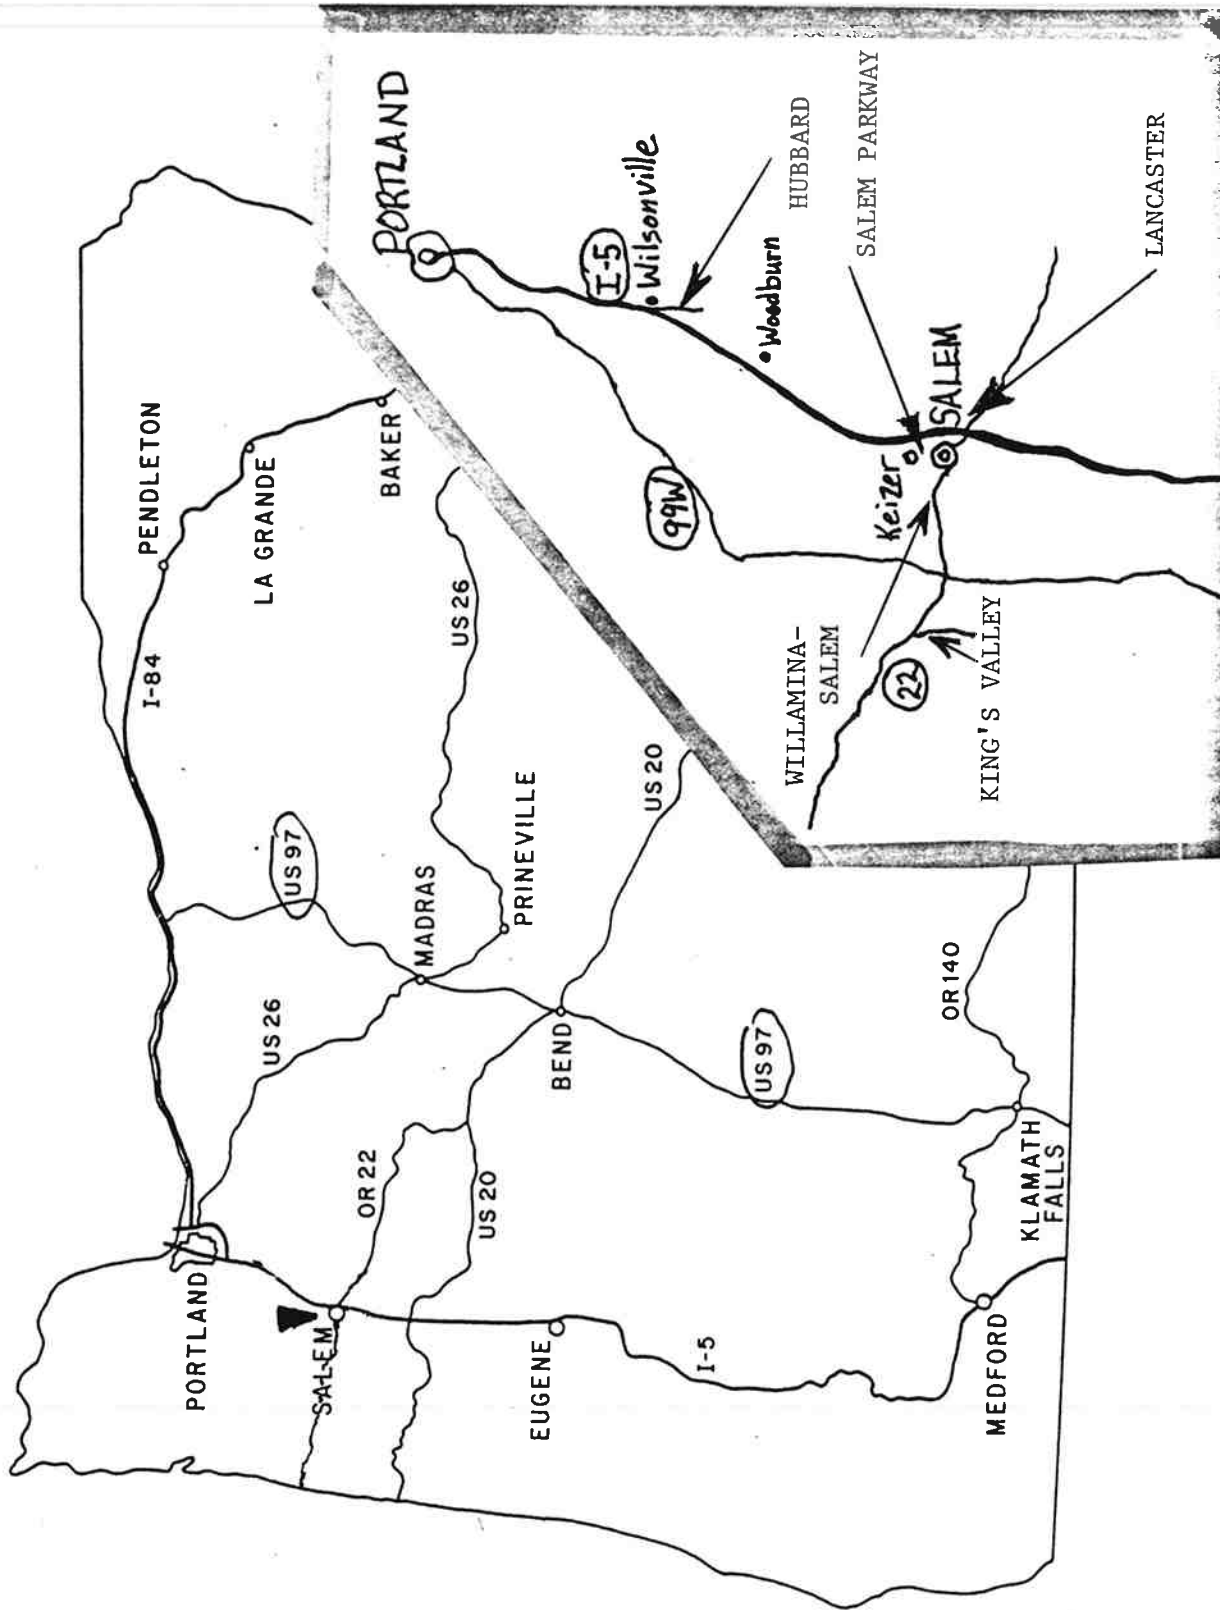 PORTLAND
SALEM
EUGENE
I-5
MEDFORD
US 26
OR 22
US 20
BEND
US 97
KLAMATH
FALLS
OR 140
US 97
MADRAS
PRINEVILLE
US 20
I-84
PENDLETON
LA GRANDE
BAKER
US 26
PORTLAND
I-5
Wilsonville
HUBBARD
Woodburn
SALEM PARKWAY
99W
Keizer
SALEM
LANCASTER
WILLAMINA-
SALEM
22
KING'S VALLEY